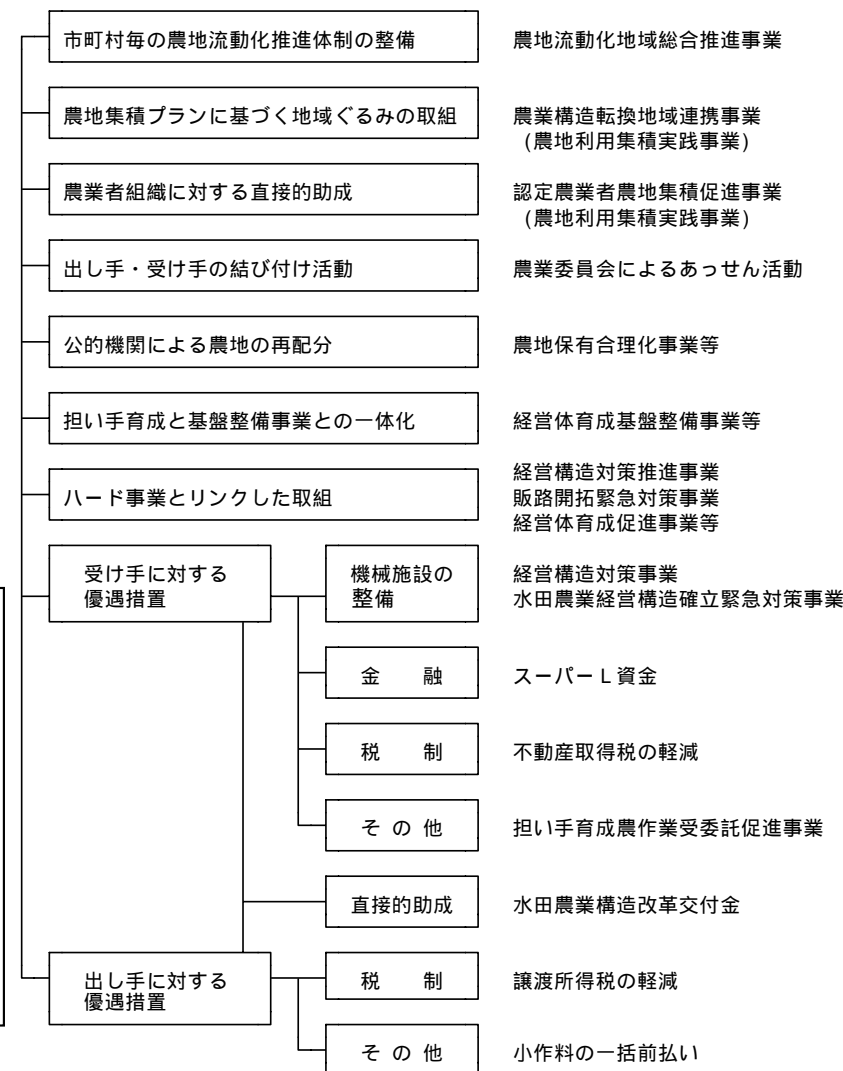 市町村毎の農地流動化推進体制の整備
農地流動化地域総合推進事業
農地集積プランに基づく地域ぐるみの取組
農業構造転換地域連携事業
(農地利用集積実践事業)
農業者組織に対する直接的助成
認定農業者農地集積促進事業
(農地利用集積実践事業)
出し手・受け手の結び付け活動
農業委員会によるあっせん活動
公的機関による農地の再配分
農地保有合理化事業等
担い手育成と基盤整備事業との一体化
経営体育成基盤整備事業等
ハード事業とリンクした取組
経営構造対策推進事業
販路開拓緊急対策事業
経営体育成促進事業等
受け手に対する
優遇措置
機械施設の
整備
経営構造対策事業
水田農業経営構造確立緊急対策事業
金　融
スーパーL資金
税　制
不動産取得税の軽減
その他
担い手育成農作業受委託促進事業
直接的助成
水田農業構造改革交付金
出し手に対する
優遇措置
税　制
譲渡所得税の軽減
その他
小作料の一括前払い